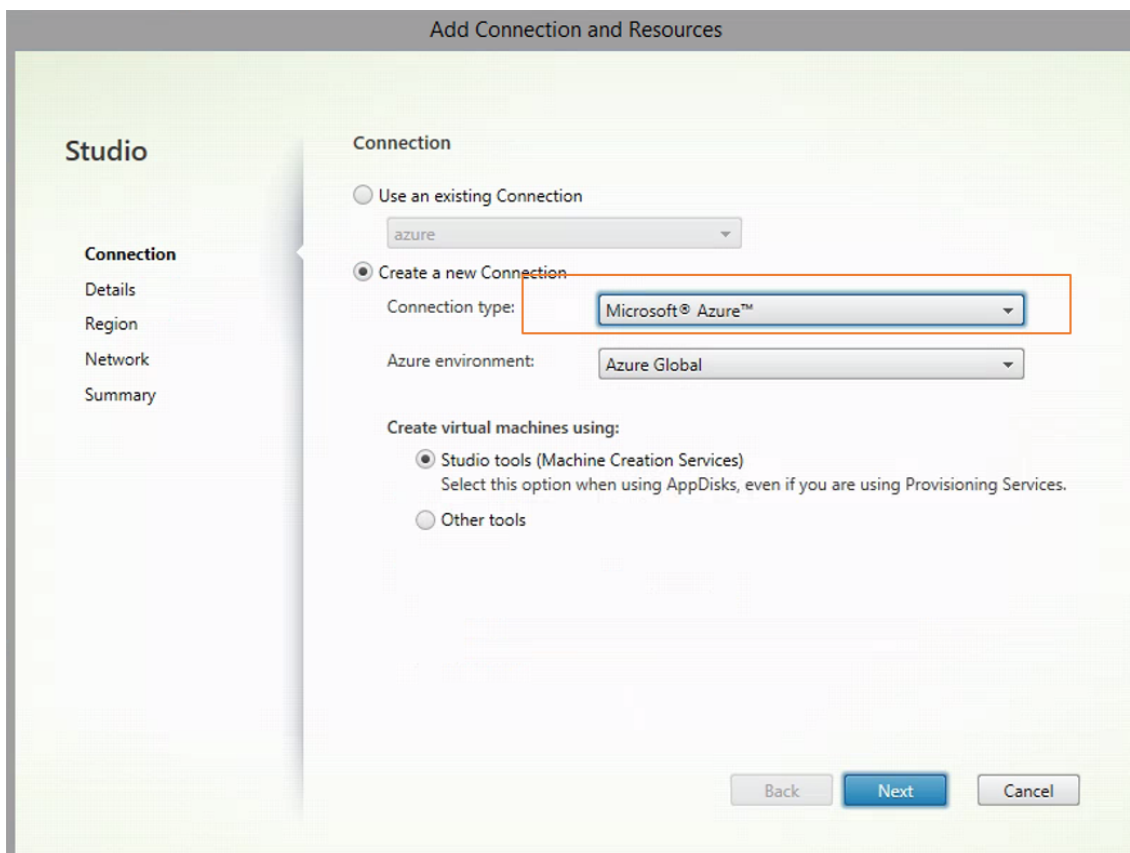 Add Connection and Resources
Studio
Connection
Details
Region
Network
Summary
Connection
Use an existing Connection
azure
Create a new Connection
Connection type:
Microsoft® Azure™
Azure environment:
Azure Global
Create virtual machines using:
Studio tools (Machine Creation Services)
Select this option when using AppDisks, even if you are using Provisioning Services.
Other tools
Back
Next
Cancel